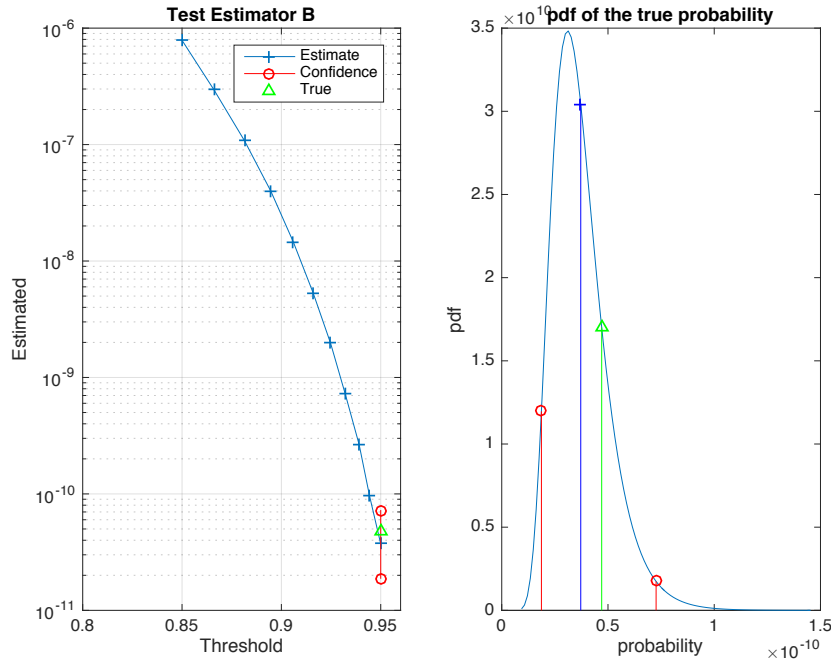 Test Estimator B
10^-6
10^-7
10^-8
10^-9
10^-10
10^-11
Estimated
0.8
0.85
0.9
0.95
Threshold
Estimate
Confidence
True
pdf of the true probability
×10^10
3.5
3
2.5
2
1.5
1
0.5
0
pdf
0
0.5
1
1.5
probability
×10^-10